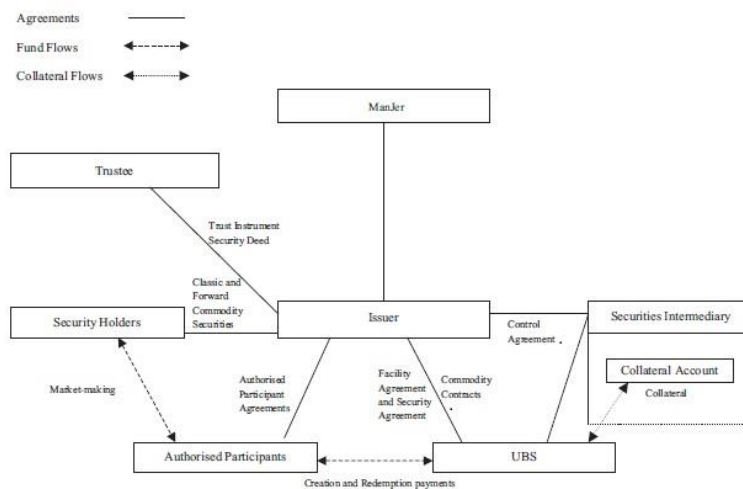 Agreements
Fund Flows
Collateral Flows
ManJer
Trustee
Trust Instrument
Security Deed
Classic and
Forward
Commodity
Securities
Security Holders
Issuer
Securities Intermediary
Control
Agreement
Collateral Account
Collateral
Market-making
Authorised
Participant
Agreements
Facility
Agreement
and Security
Agreement
Commodity
Contracts
Authorised Participants
UBS
Creation and Redemption payments